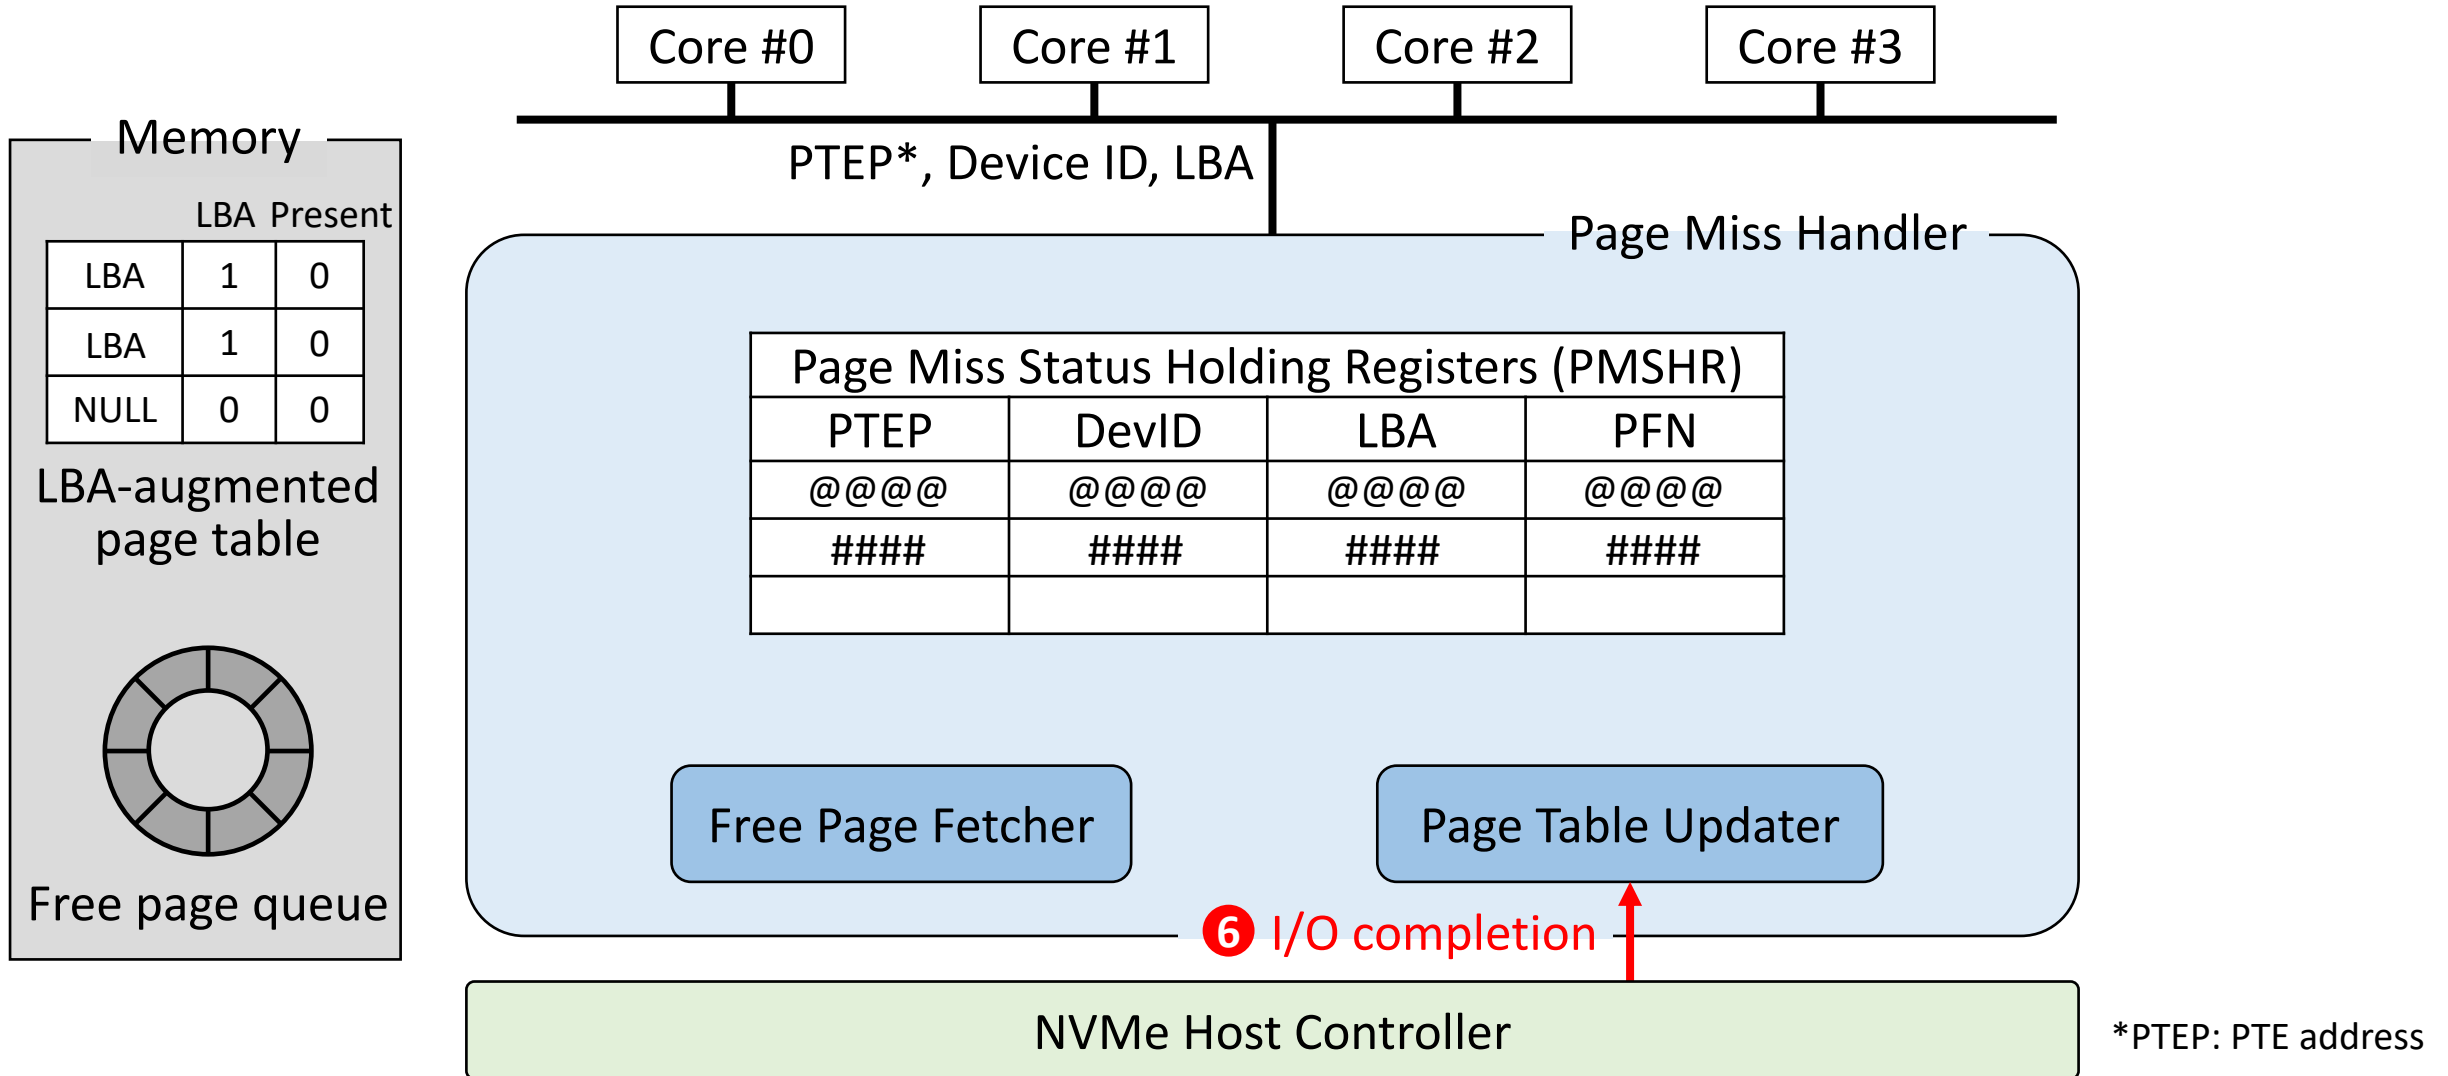 Core #0
Core #1
Core #2
Core #3
PTEP*, Device ID, LBA
Memory
LBA Present
LBA 1 0
LBA 1 0
NULL 0 0
LBA-augmented
page table
Free page queue
Page Miss Handler
Page Miss Status Holding Registers (PMSHR)
PTEP DevID LBA PFN
@@@@ @@@@ @@@@ @@@@
#### #### #### ####
Free Page Fetcher
Page Table Updater
6 I/O completion
NVMe Host Controller
*PTEP: PTE address